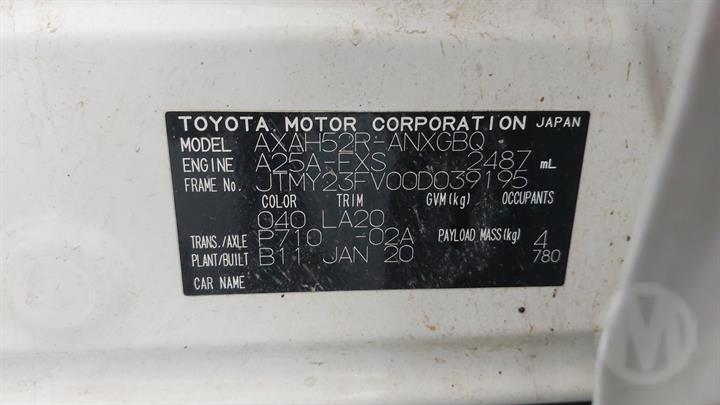 TOYOTA MOTOR CORPORATION JAPAN
MODEL AXAH52R-ANXGBQ
ENGINE A25A-FXS 2487 mL
FRAME No. JTMY23FV00D039195
COLOR TRIM GVM(kg) OCCUPANTS
040 LA20
TRANS./AXLE P710 -02A PAYLOAD MASS(kg) 4
PLANT/BUILT B11 JAN 20 780
CAR NAME
M